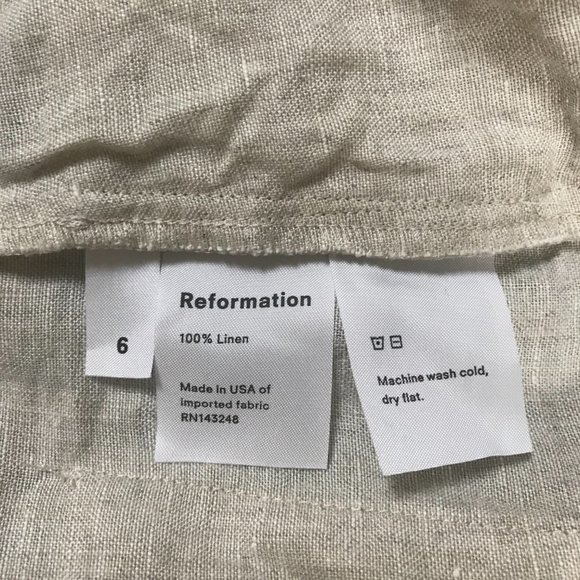 6
Reformation
100% Linen
Made in USA of
imported fabric
RN143248
Machine wash cold,
dry flat.